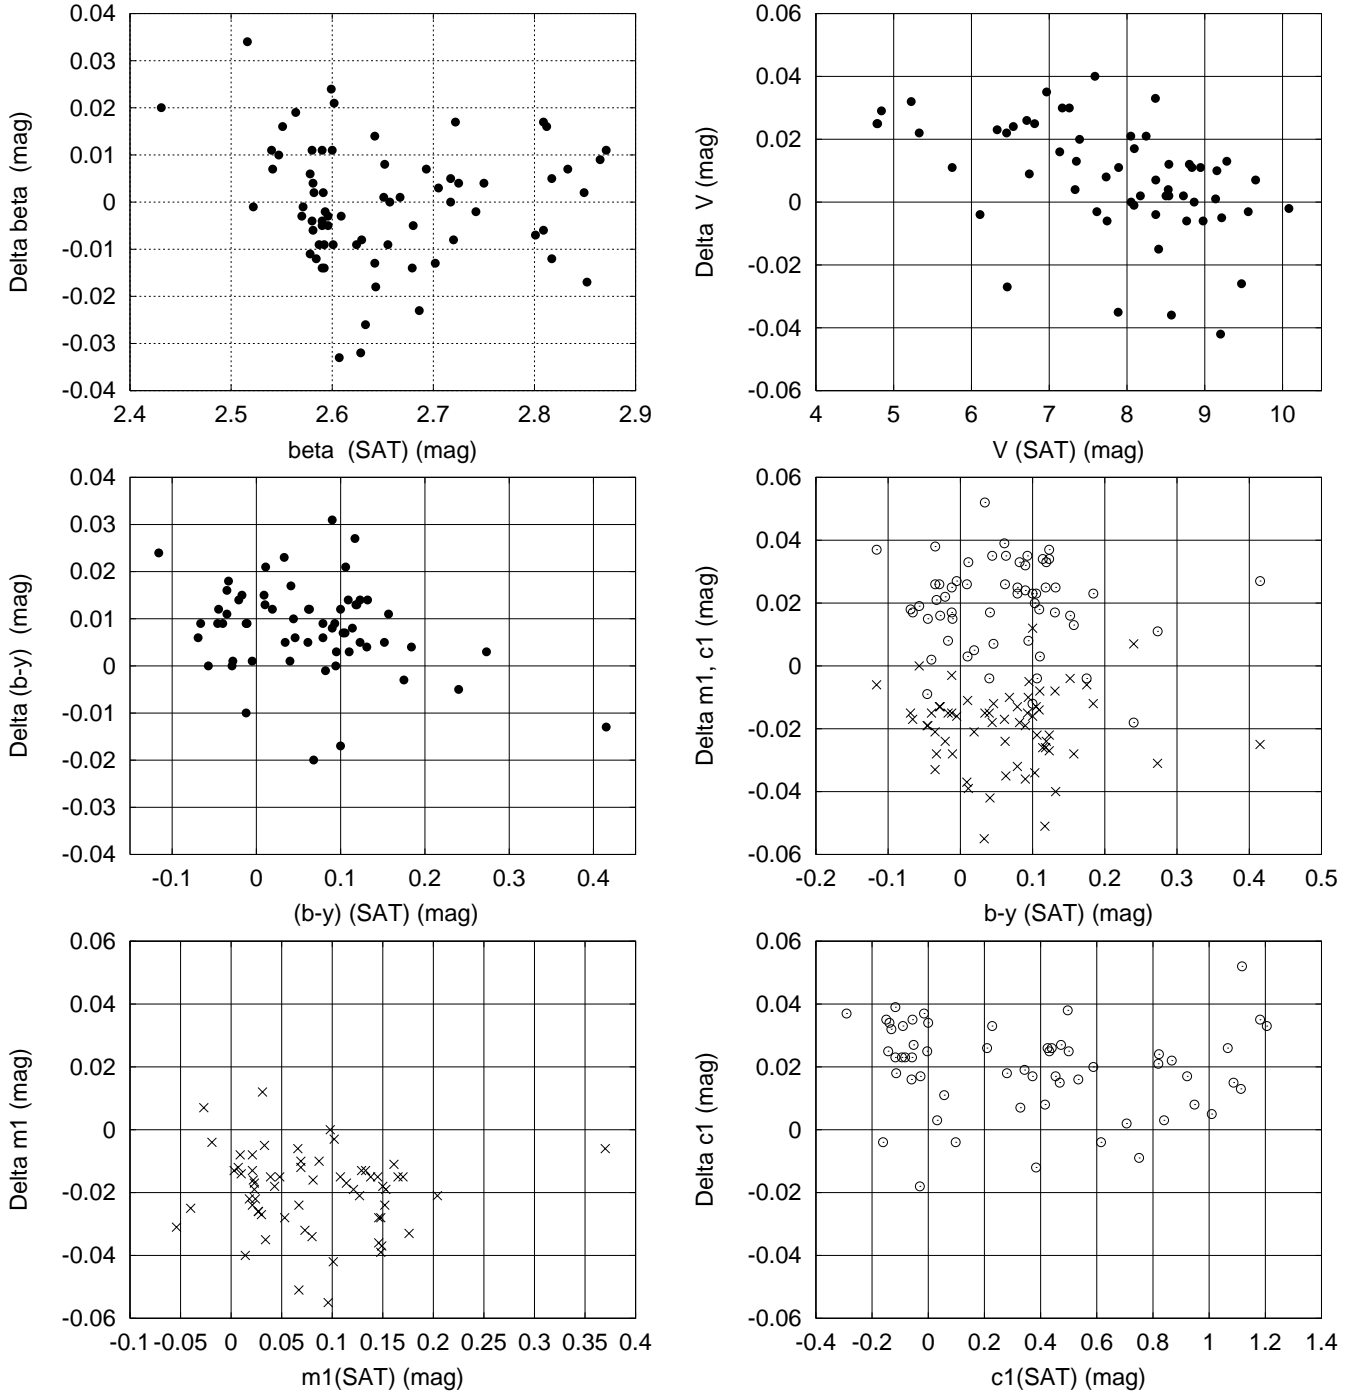 0.04
0.03
0.02
0.01
0
-0.01
-0.02
-0.03
-0.04
2.4 2.5 2.6 2.7 2.8 2.9
Delta beta (mag)
beta (SAT) (mag)
0.06
0.04
0.02
0
-0.02
-0.04
-0.06
4 5 6 7 8 9 10
Delta V (mag)
V (SAT) (mag)
0.04
0.03
0.02
0.01
0
-0.01
-0.02
-0.03
-0.04
-0.1 0 0.1 0.2 0.3 0.4
Delta (b-y) (mag)
(b-y) (SAT) (mag)
0.06
0.04
0.02
0
-0.02
-0.04
-0.06
-0.2 -0.1 0 0.1 0.2 0.3 0.4 0.5
Delta m1, c1 (mag)
b-y (SAT) (mag)
0.06
0.04
0.02
0
-0.02
-0.04
-0.06
-0.1 -0.05 0 0.05 0.1 0.15 0.2 0.25 0.3 0.35 0.4
Delta m1 (mag)
m1(SAT) (mag)
0.06
0.04
0.02
0
-0.02
-0.04
-0.06
-0.4 -0.2 0 0.2 0.4 0.6 0.8 1 1.2 1.4
Delta c1 (mag)
c1(SAT) (mag)